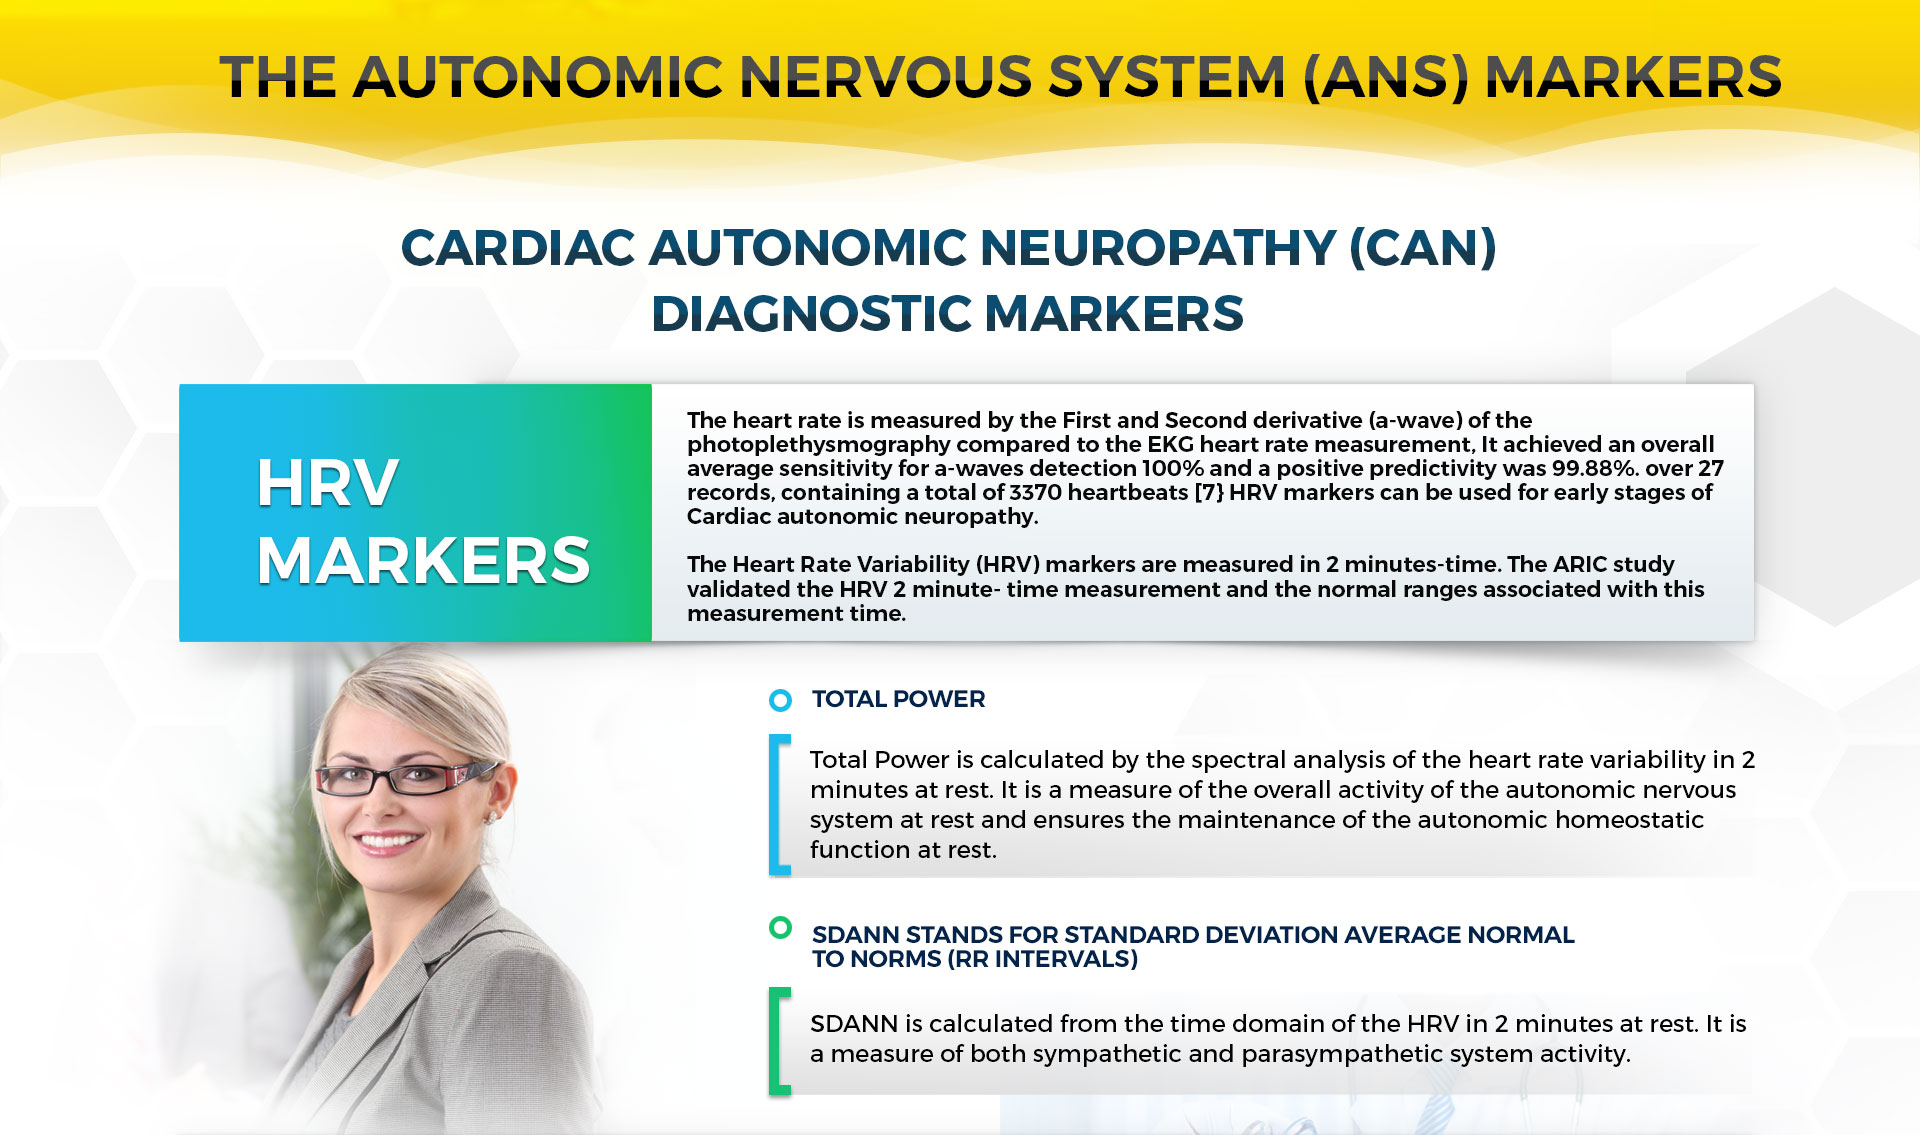 THE AUTONOMIC NERVOUS SYSTEM (ANS) MARKERS
CARDIAC AUTONOMIC NEUROPATHY (CAN)
DIAGNOSTIC MARKERS
HRV
MARKERS
The heart rate is measured by the First and Second derivative (a-wave) of the
photoplethysmography compared to the EKG heart rate measurement, It achieved an overall
average sensitivity for a-waves detection 100% and a positive predictivity was 99.88%. over 27
records, containing a total of 3370 heartbeats [7} HRV markers can be used for early stages of
Cardiac autonomic neuropathy.
The Heart Rate Variability (HRV) markers are measured in 2 minutes-time. The ARIC study
validated the HRV 2 minute- time measurement and the normal ranges associated with this
measurement time.
TOTAL POWER
Total Power is calculated by the spectral analysis of the heart rate variability in 2
minutes at rest. It is a measure of the overall activity of the autonomic nervous
system at rest and ensures the maintenance of the autonomic homeostatic
function at rest.
SDANN STANDS FOR STANDARD DEVIATION AVERAGE NORMAL
TO NORMS (RR INTERVALS)
SDANN is calculated from the time domain of the HRV in 2 minutes at rest. It is
a measure of both sympathetic and parasympathetic system activity.